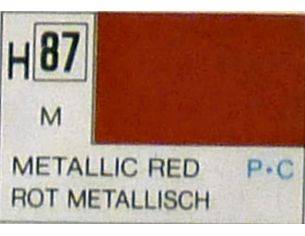 H 87
M
METALLIC RED P·C
ROT METALLISCH